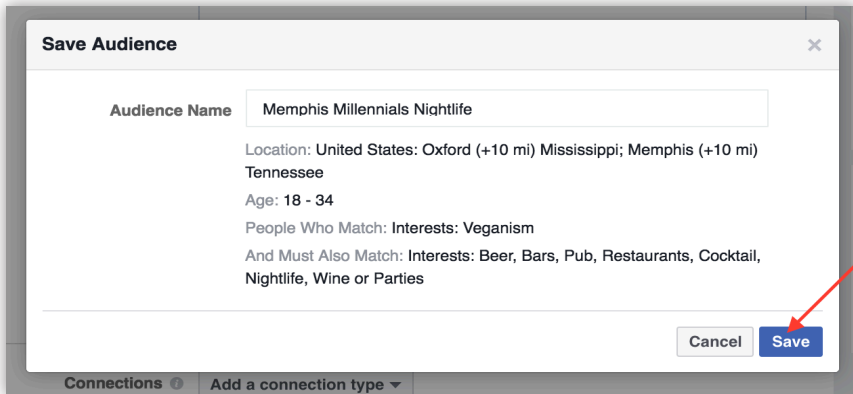 Save Audience ×
Audience Name Memphis Millennials Nightlife
Location: United States: Oxford (+10 mi) Mississippi; Memphis (+10 mi)
Tennessee
Age: 18 - 34
People Who Match: Interests: Veganism
And Must Also Match: Interests: Beer, Bars, Pub, Restaurants, Cocktail,
Nightlife, Wine or Parties
Cancel Save
Connections Add a connection type